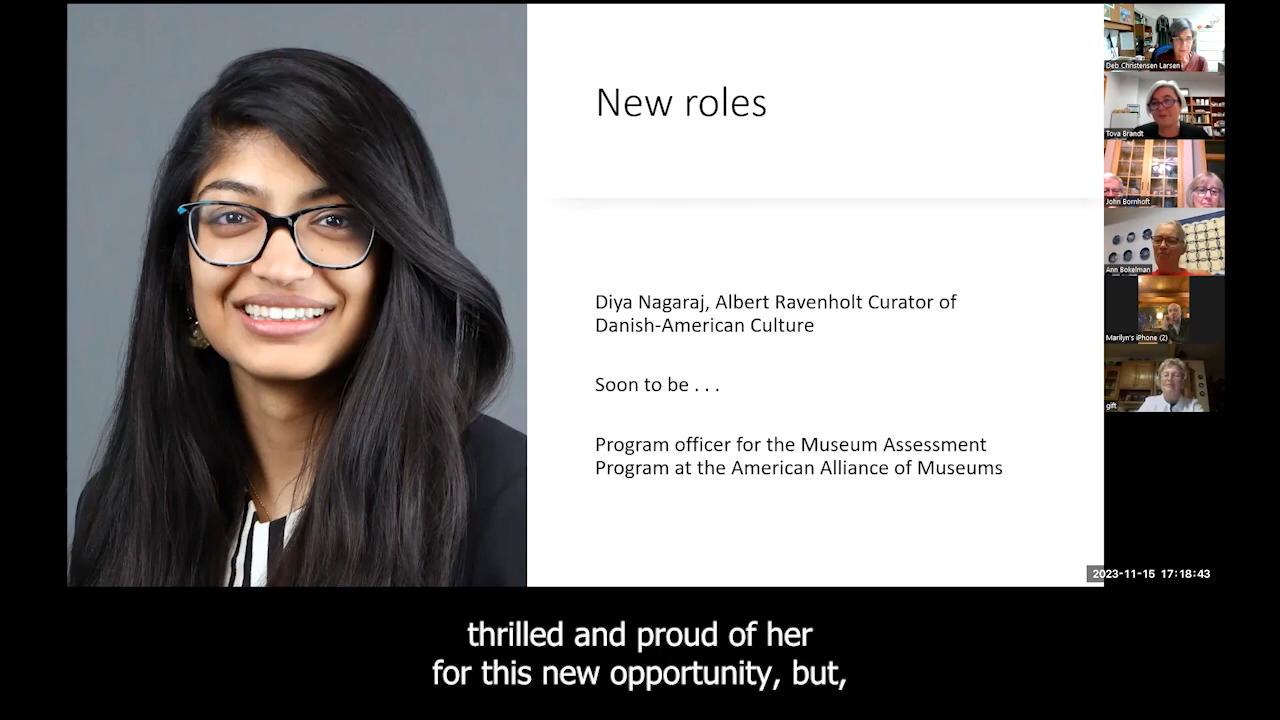 New roles
Diya Nagaraj, Albert Ravenholt Curator of
Danish-American Culture
Soon to be . . .
Program officer for the Museum Assessment
Program at the American Alliance of Museums
Deb Christensen Larsen
Tova Brandt
John Bornhoft
Ann Bokelman
Marilyn's iPhone (2)
gift
2023-11-15 17:18:43
thrilled and proud of her
for this new opportunity, but,